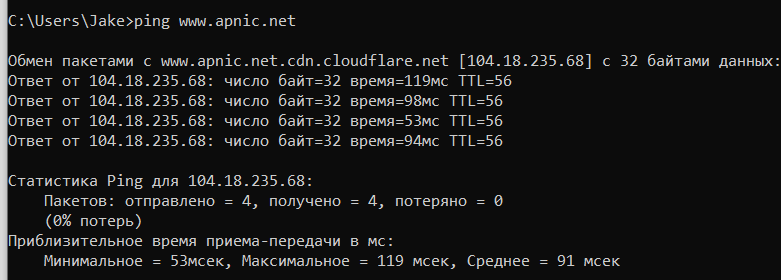 C:\Users\Jake>ping www.apnic.net
Обмен пакетами с www.apnic.net.cdn.cloudflare.net [104.18.235.68] с 32 байтами данных:
Ответ от 104.18.235.68: число байт=32 время=119мс TTL=56
Ответ от 104.18.235.68: число байт=32 время=98мс TTL=56
Ответ от 104.18.235.68: число байт=32 время=53мс TTL=56
Ответ от 104.18.235.68: число байт=32 время=94мс TTL=56
Статистика Ping для 104.18.235.68:
Пакетов: отправлено = 4, получено = 4, потеряно = 0
(0% потерь)
Приблизительное время приема-передачи в мс:
Минимальное = 53мсек, Максимальное = 119 мсек, Среднее = 91 мсек